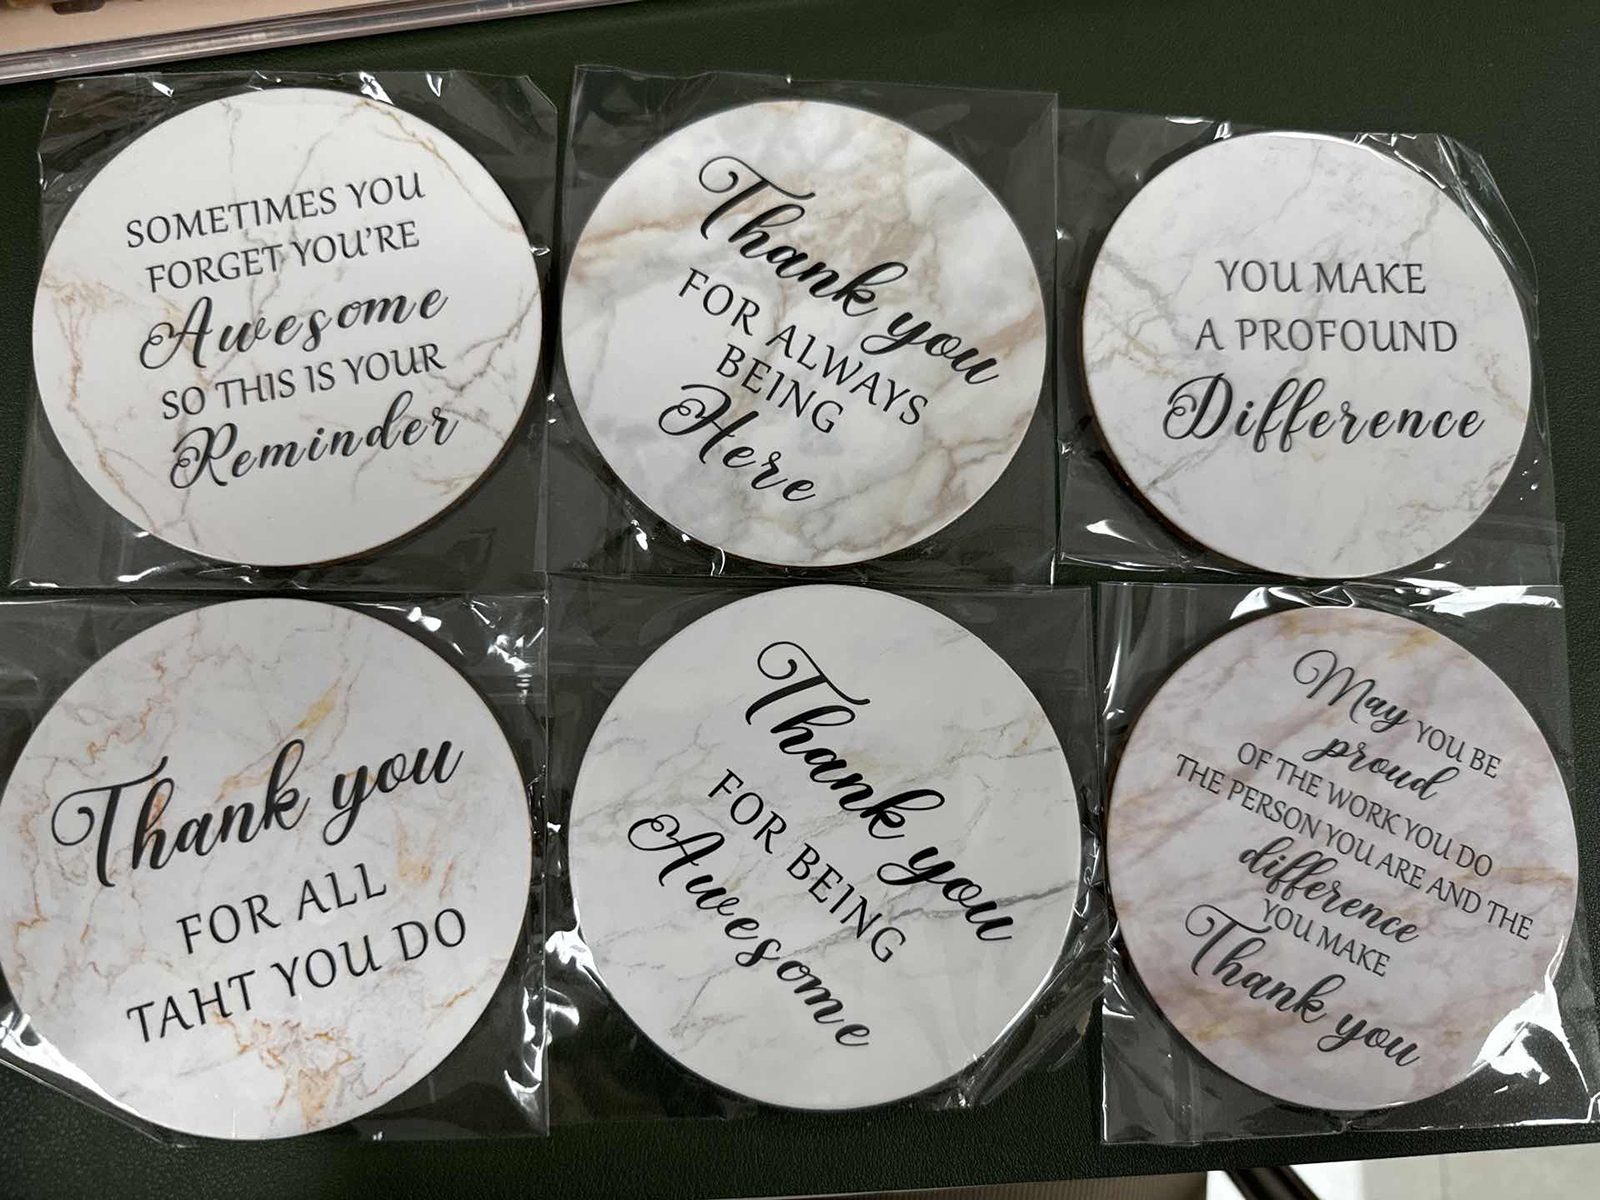 SOMETIMES YOU
FORGET YOU'RE
Awesome
SO THIS IS YOUR
Reminder
Thank you
FOR ALWAYS
BEING
Here
YOU MAKE
A PROFOUND
Difference
Thank you
FOR ALL
TAHT YOU DO
Thank you
FOR BEING
Awesome
May YOU BE
proud
OF THE WORK YOU DO
THE PERSON YOU ARE AND THE
difference
YOU MAKE
Thank you